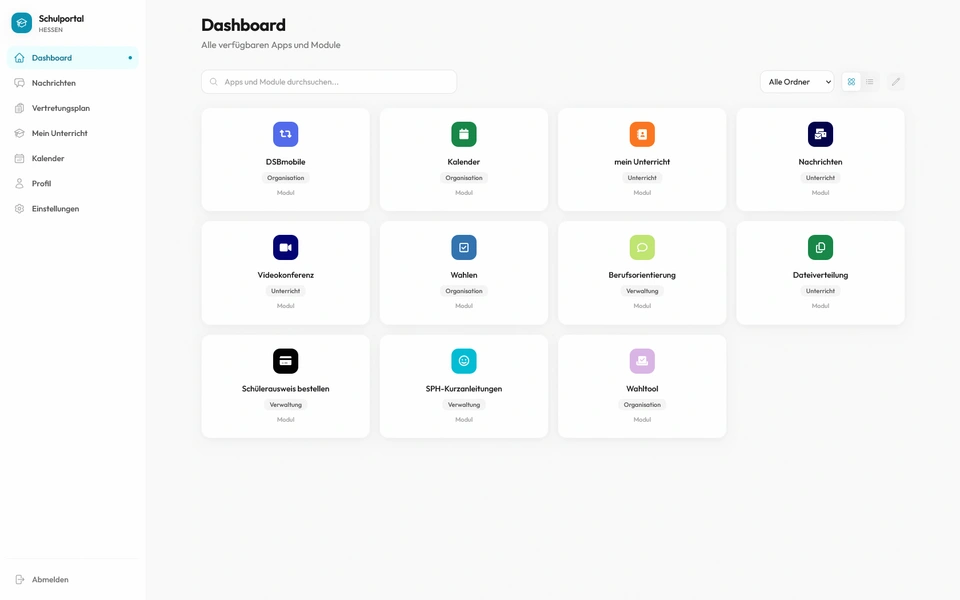 Schulportal
HESSEN
Dashboard
Nachrichten
Vertretungsplan
Mein Unterricht
Kalender
Profil
Einstellungen
Abmelden
Dashboard
Alle verfügbaren Apps und Module
Apps und Module durchsuchen...
Alle Ordner
DSBmobile
Organisation
Modul
Kalender
Organisation
Modul
mein Unterricht
Unterricht
Modul
Nachrichten
Unterricht
Modul
Videokonferenz
Unterricht
Modul
Wahlen
Organisation
Modul
Berufsorientierung
Verwaltung
Modul
Dateiverteilung
Unterricht
Modul
Schülerausweis bestellen
Verwaltung
Modul
SPH-Kurzanleitungen
Verwaltung
Modul
Wahltool
Organisation
Modul